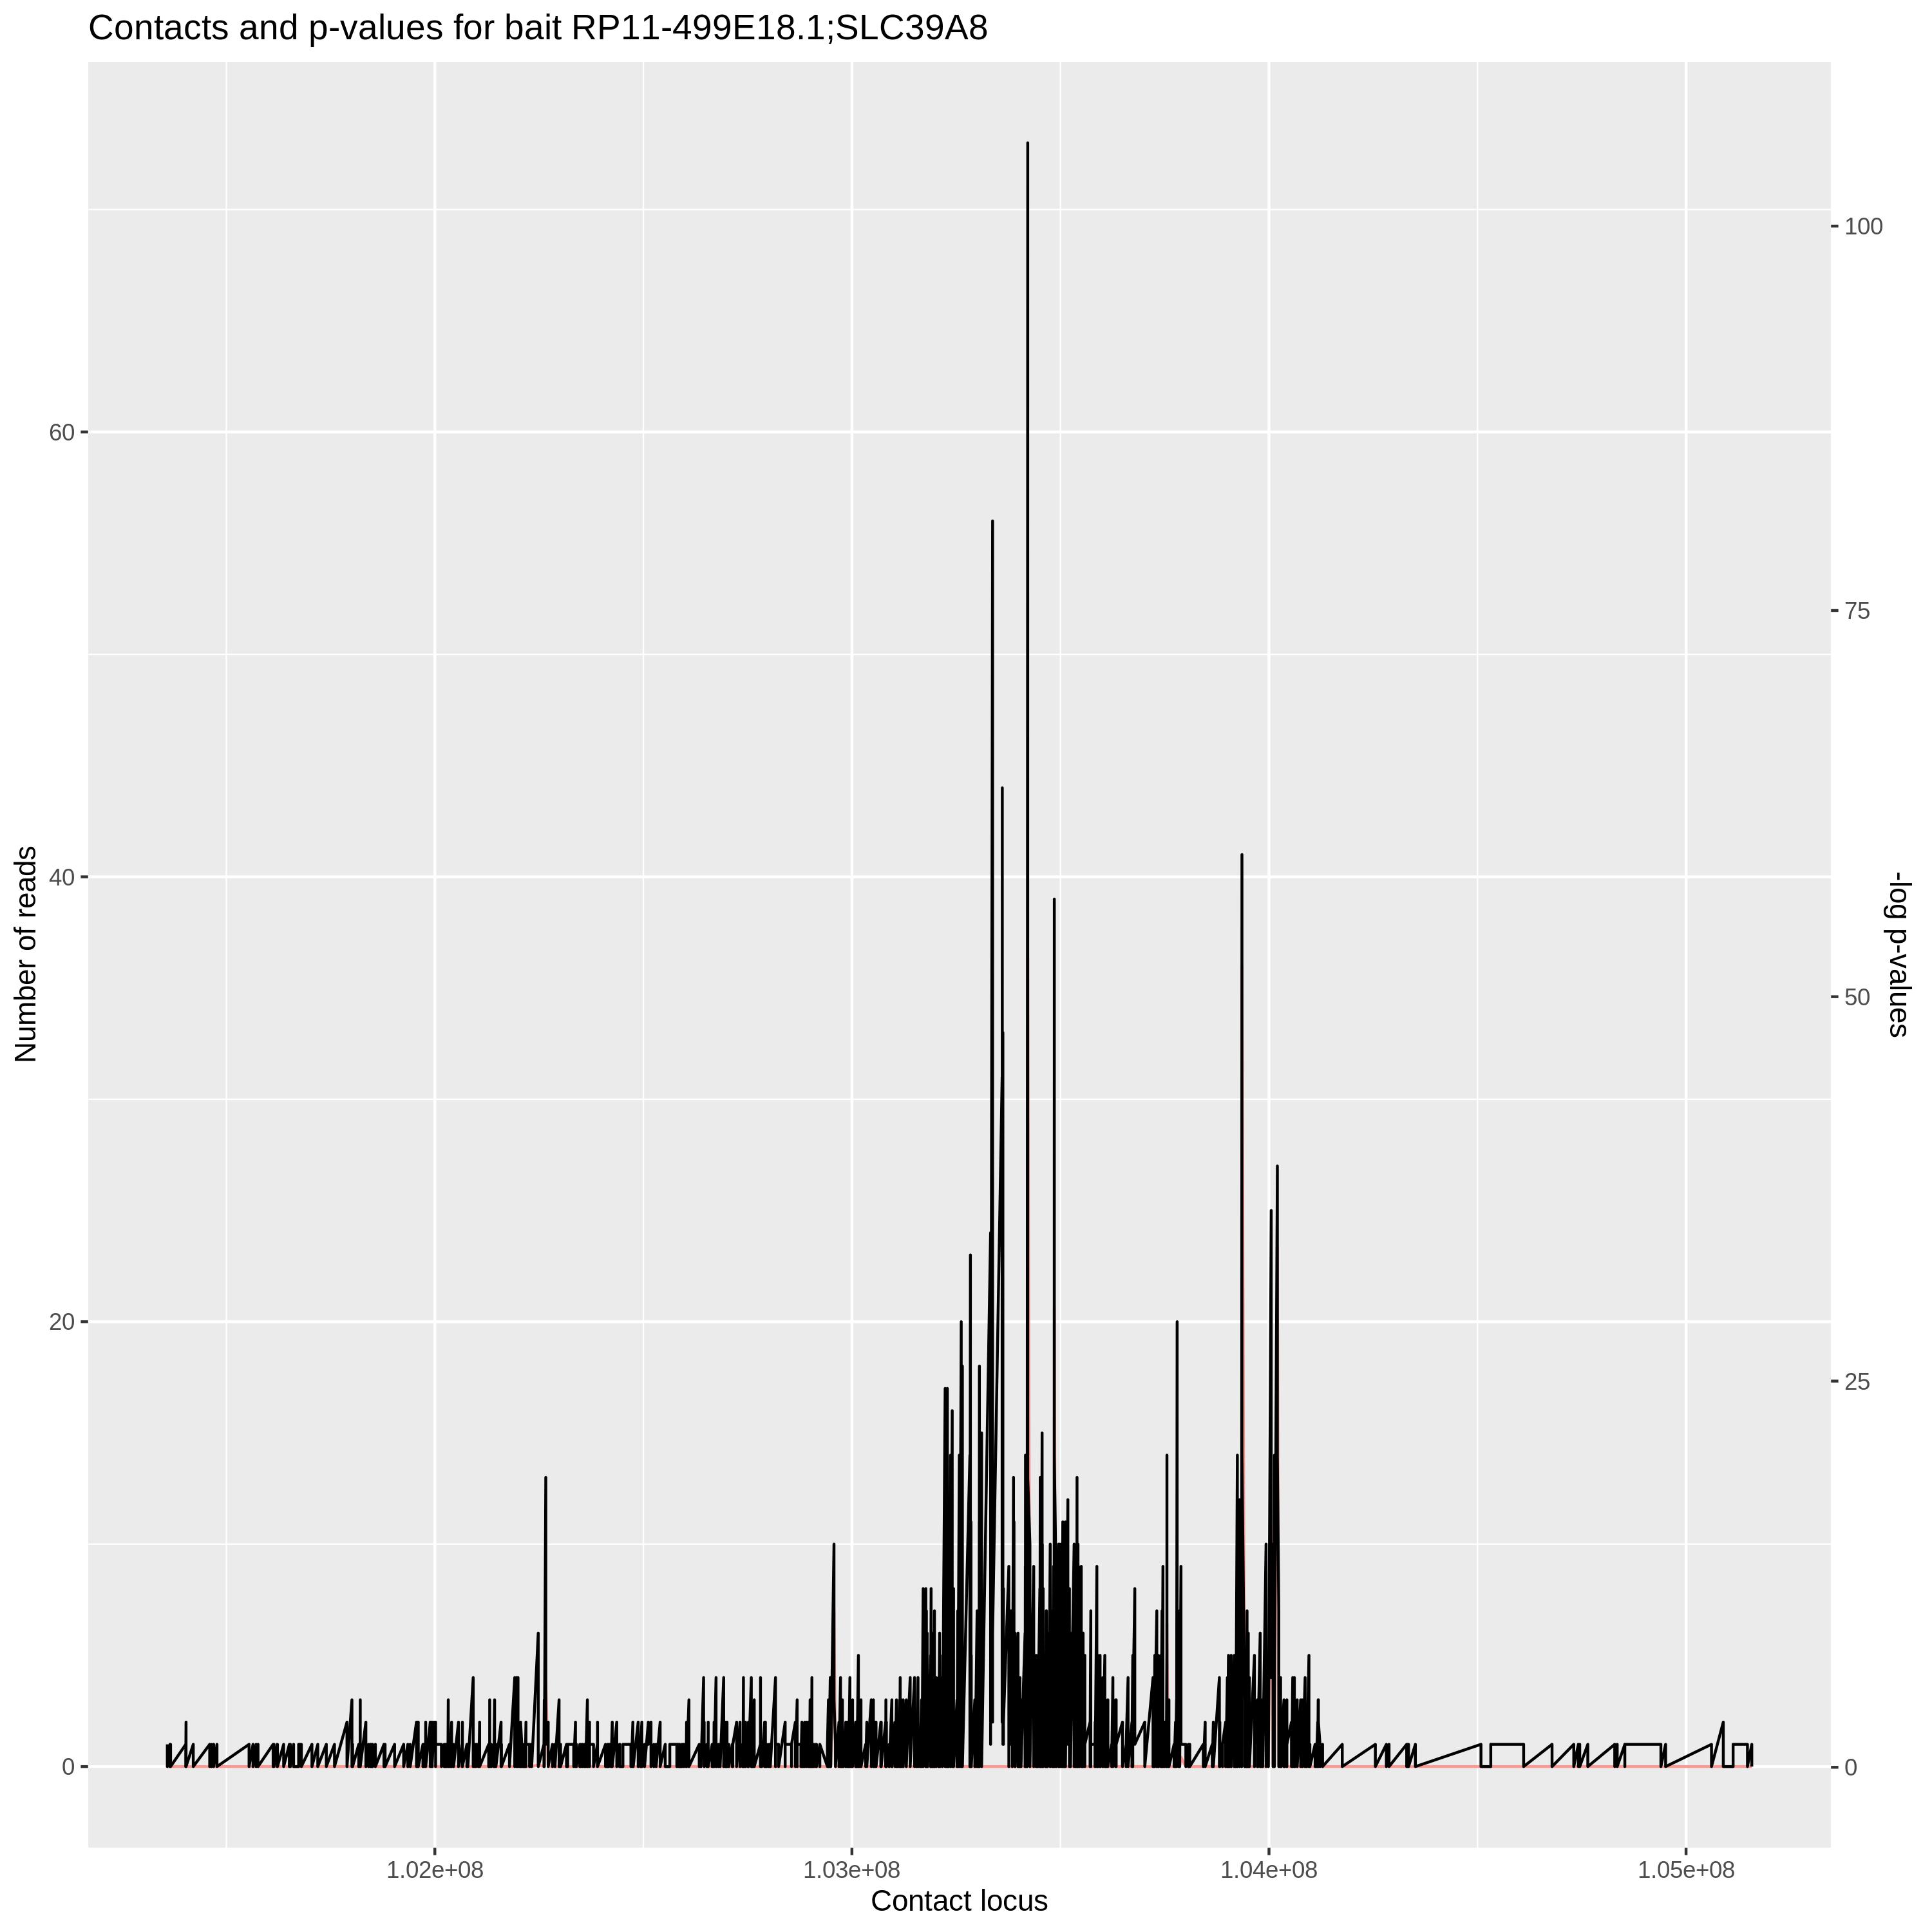 Contacts and p-values for bait RP11-499E18.1;SLC39A8
Number of reads
60
40
20
0
100
75
50
25
0
-log p-values
1.02e+08
1.03e+08
1.04e+08
1.05e+08
Contact locus